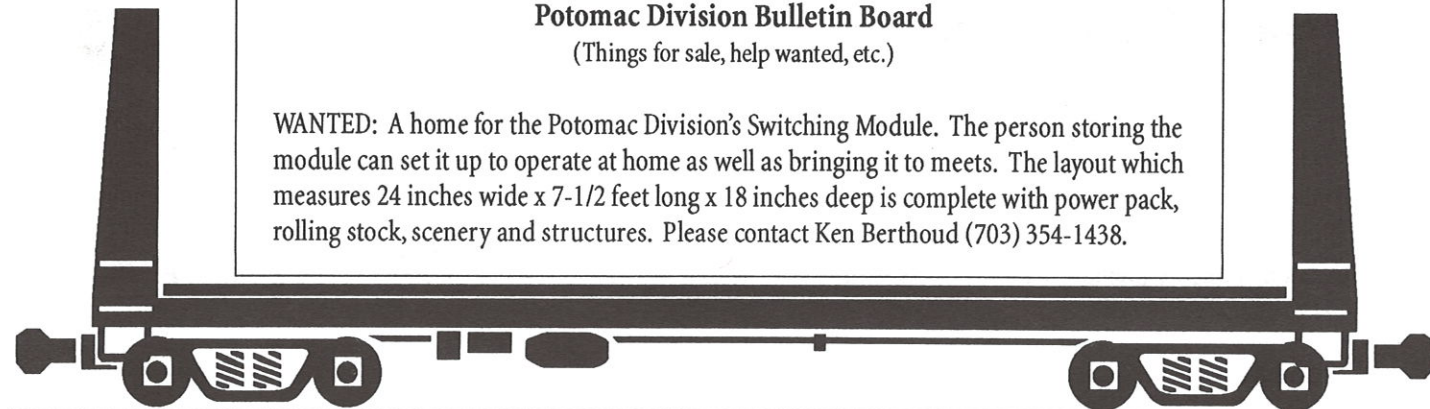 Potomac Division Bulletin Board
(Things for sale, help wanted, etc.)
WANTED: A home for the Potomac Division's Switching Module. The person storing the
module can set it up to operate at home as well as bringing it to meets. The layout which
measures 24 inches wide x 7-1/2 feet long x 18 inches deep is complete with power pack,
rolling stock, scenery and structures. Please contact Ken Berthoud (703) 354-1438.